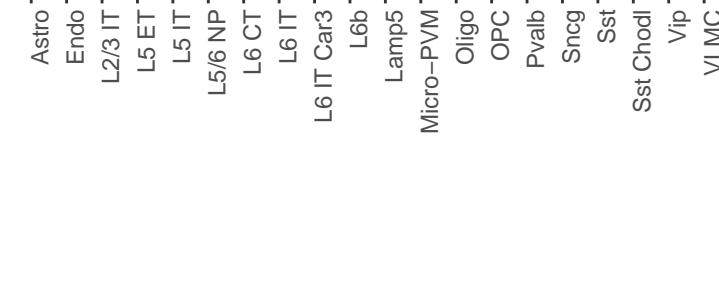 Astro
Endo
L2/3 IT
L5 ET
L5 IT
L5/6 NP
L6 CT
L6 IT
L6 IT Car3
L6b
Lamp5
Micro−PVM
Oligo
OPC
Pvalb
Sncg
Sst
Sst Chodl
Vip
VLMC